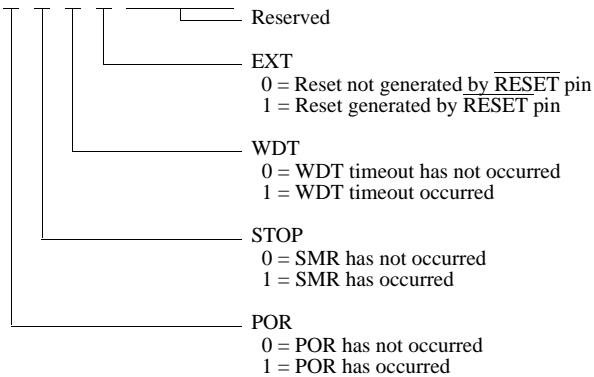 Reserved
EXT
0 = Reset not generated by RESET pin
1 = Reset generated by RESET pin
WDT
0 = WDT timeout has not occurred
1 = WDT timeout occurred
STOP
0 = SMR has not occurred
1 = SMR has occurred
POR
0 = POR has not occurred
1 = POR has occurred